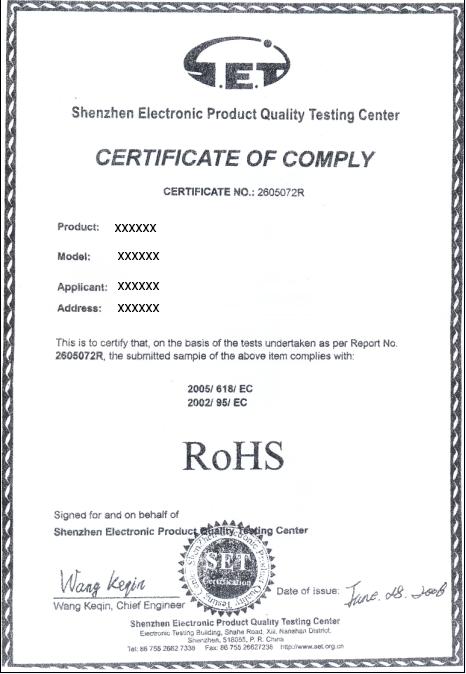 S.E.T
Shenzhen Electronic Product Quality Testing Center
CERTIFICATE OF COMPLY
CERTIFICATE NO.: 2605072R
Product: XXXXXX
Model: XXXXXX
Applicant: XXXXXX
Address: XXXXXX
This is to certify that, on the basis of the tests undertaken as per Report No.
2605072R, the submitted sample of the above item complies with:
2005/ 618/ EC
2002/ 95/ EC
RoHS
Signed for and on behalf of
Shenzhen Electronic Product Quality Testing Center
SET
Certification
Wang Keqin
Wang Keqin, Chief Engineer
Date of issue: June. 28. 2006
Shenzhen Electronic Product Quality Testing Center
Electronic Testing Building, Shahe Road, Xili, Nanshan District,
Shenzhen, 518055, P. R. China
Tel: 86 755 2662 7338 Fax: 86 755 26627238 http://www.set.org.cn